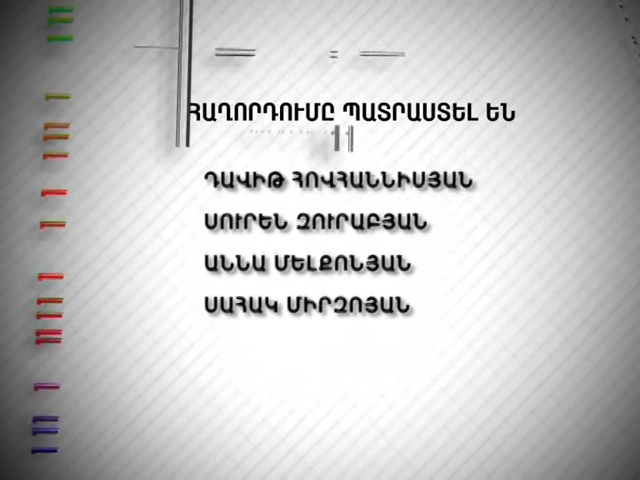 ՀԱՂՈՐԴՈՒՄԸ ՊԱՏՐԱՍՏԵԼ ԵՆ
ԴԱՎԻԹ ՀՈՎՀԱՆՆԻՍՅԱՆ
ՍՈՒՐԵՆ ԶՈՒՐԱԲՅԱՆ
ԱՆՆԱ ՄԵԼՔՈՆՅԱՆ
ՍԱՀԱԿ ՄԻՐԶՈՅԱՆ